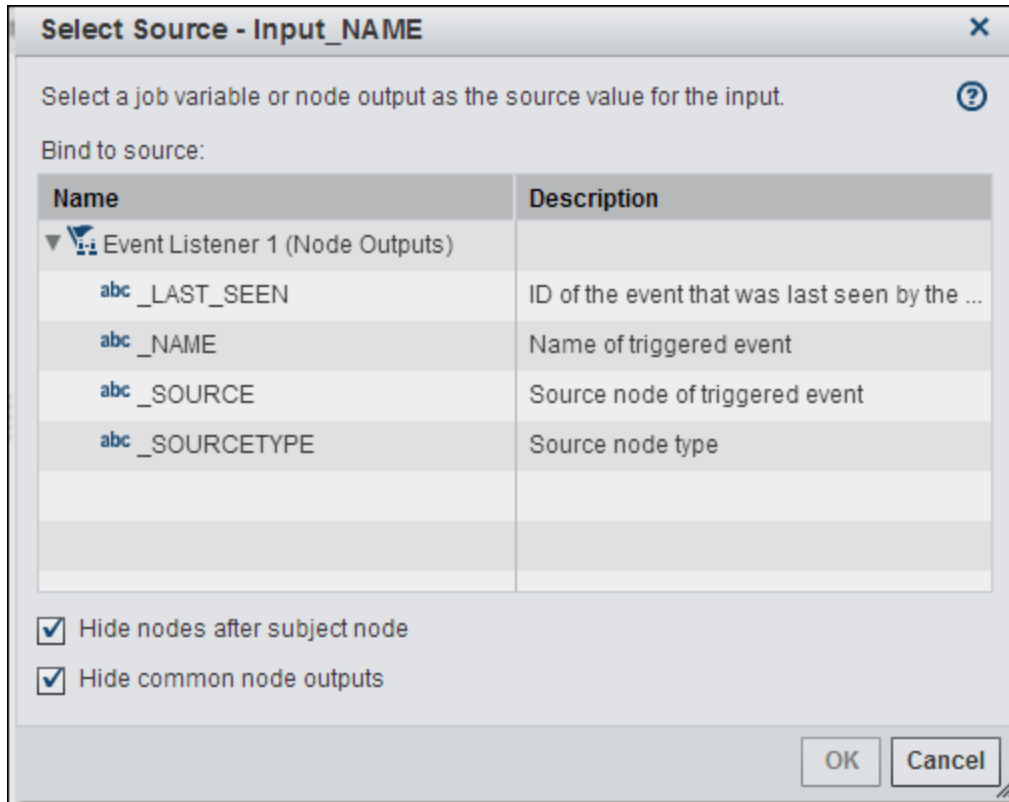 Select Source - Input_NAME
Select a job variable or node output as the source value for the input.
Bind to source:
Name Description
Event Listener 1 (Node Outputs)
abc _LAST_SEEN ID of the event that was last seen by the ...
abc _NAME Name of triggered event
abc _SOURCE Source node of triggered event
abc _SOURCETYPE Source node type
Hide nodes after subject node
Hide common node outputs
OK Cancel